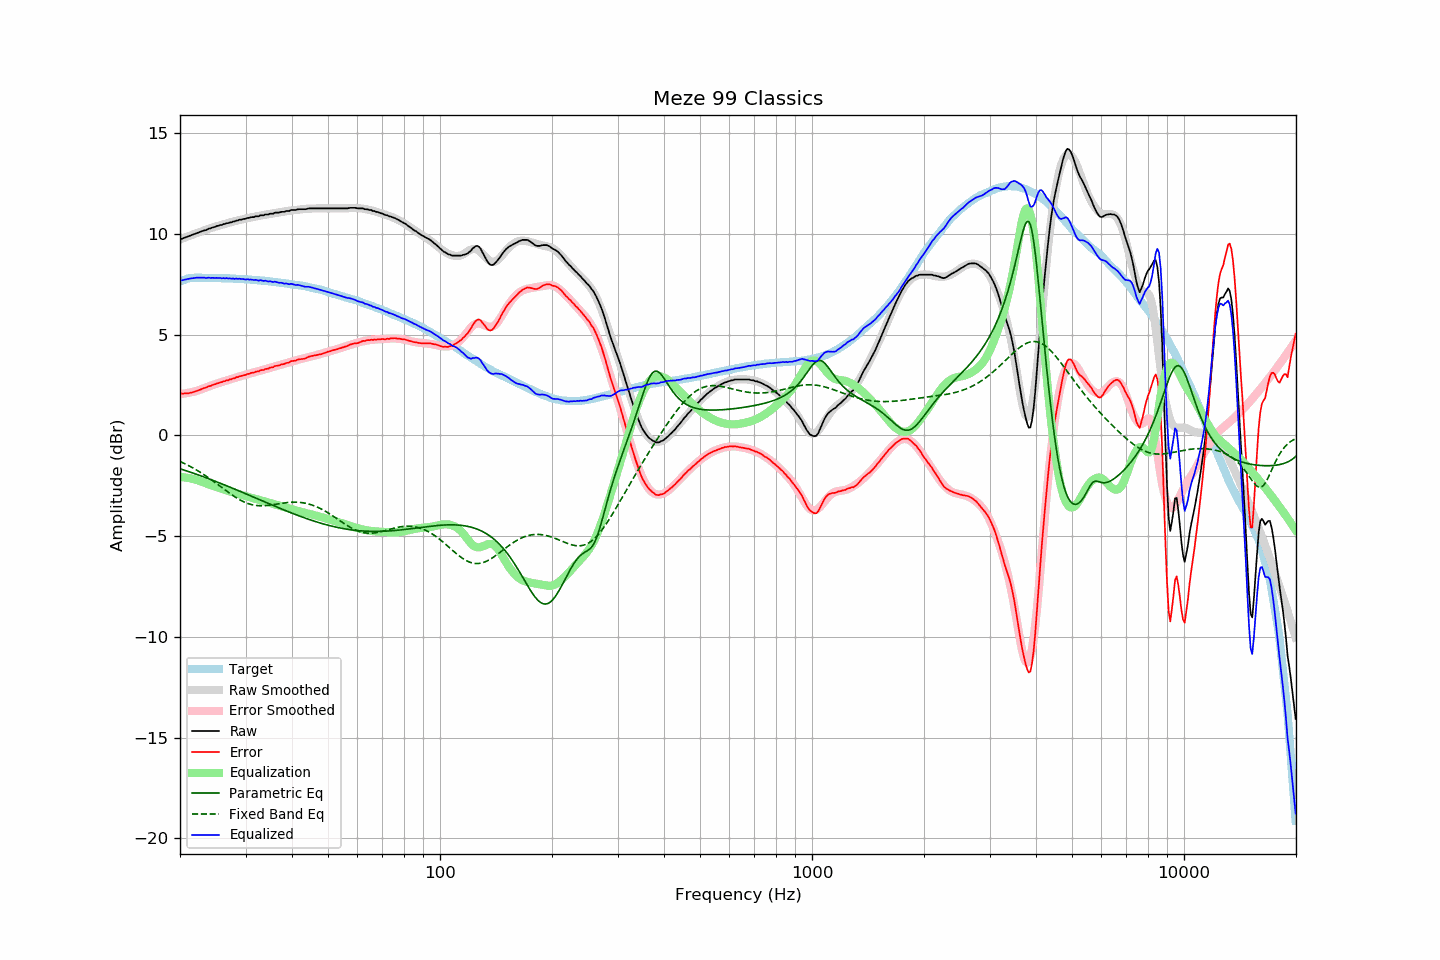 Meze 99 Classics
15
10
5
0
−5
−10
−15
−20
Amplitude (dBr)
Target
Raw Smoothed
Error Smoothed
Raw
Error
Equalization
Parametric Eq
Fixed Band Eq
Equalized
100
1000
10000
Frequency (Hz)